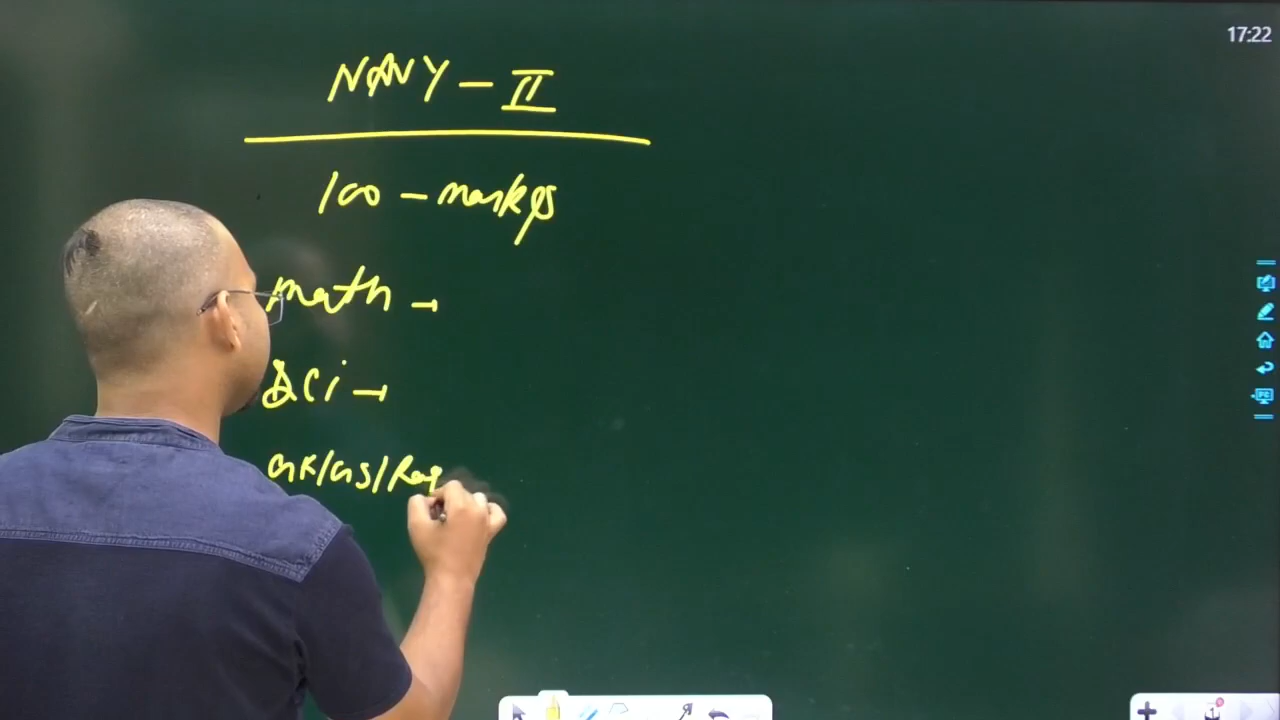 17:22
NAVY - II
100 - marks
math →
Sci →
GK/GS/Rea